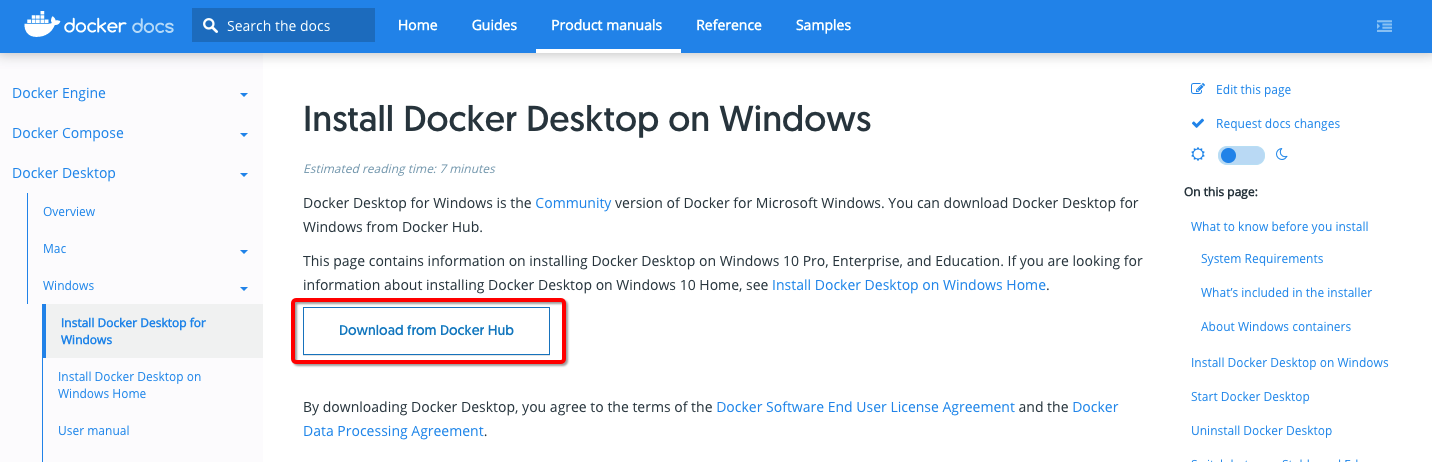 docker docs
Search the docs
Home
Guides
Product manuals
Reference
Samples
Docker Engine
Docker Compose
Docker Desktop
Overview
Mac
Windows
Install Docker Desktop for
Windows
Install Docker Desktop on
Windows Home
User manual
Install Docker Desktop on Windows
Estimated reading time: 7 minutes
Docker Desktop for Windows is the Community version of Docker for Microsoft Windows. You can download Docker Desktop for
Windows from Docker Hub.
This page contains information on installing Docker Desktop on Windows 10 Pro, Enterprise, and Education. If you are looking for
information about installing Docker Desktop on Windows 10 Home, see Install Docker Desktop on Windows Home.
Download from Docker Hub
By downloading Docker Desktop, you agree to the terms of the Docker Software End User License Agreement and the Docker
Data Processing Agreement.
Edit this page
Request docs changes
On this page:
What to know before you install
System Requirements
What's included in the installer
About Windows containers
Install Docker Desktop on Windows
Start Docker Desktop
Uninstall Docker Desktop